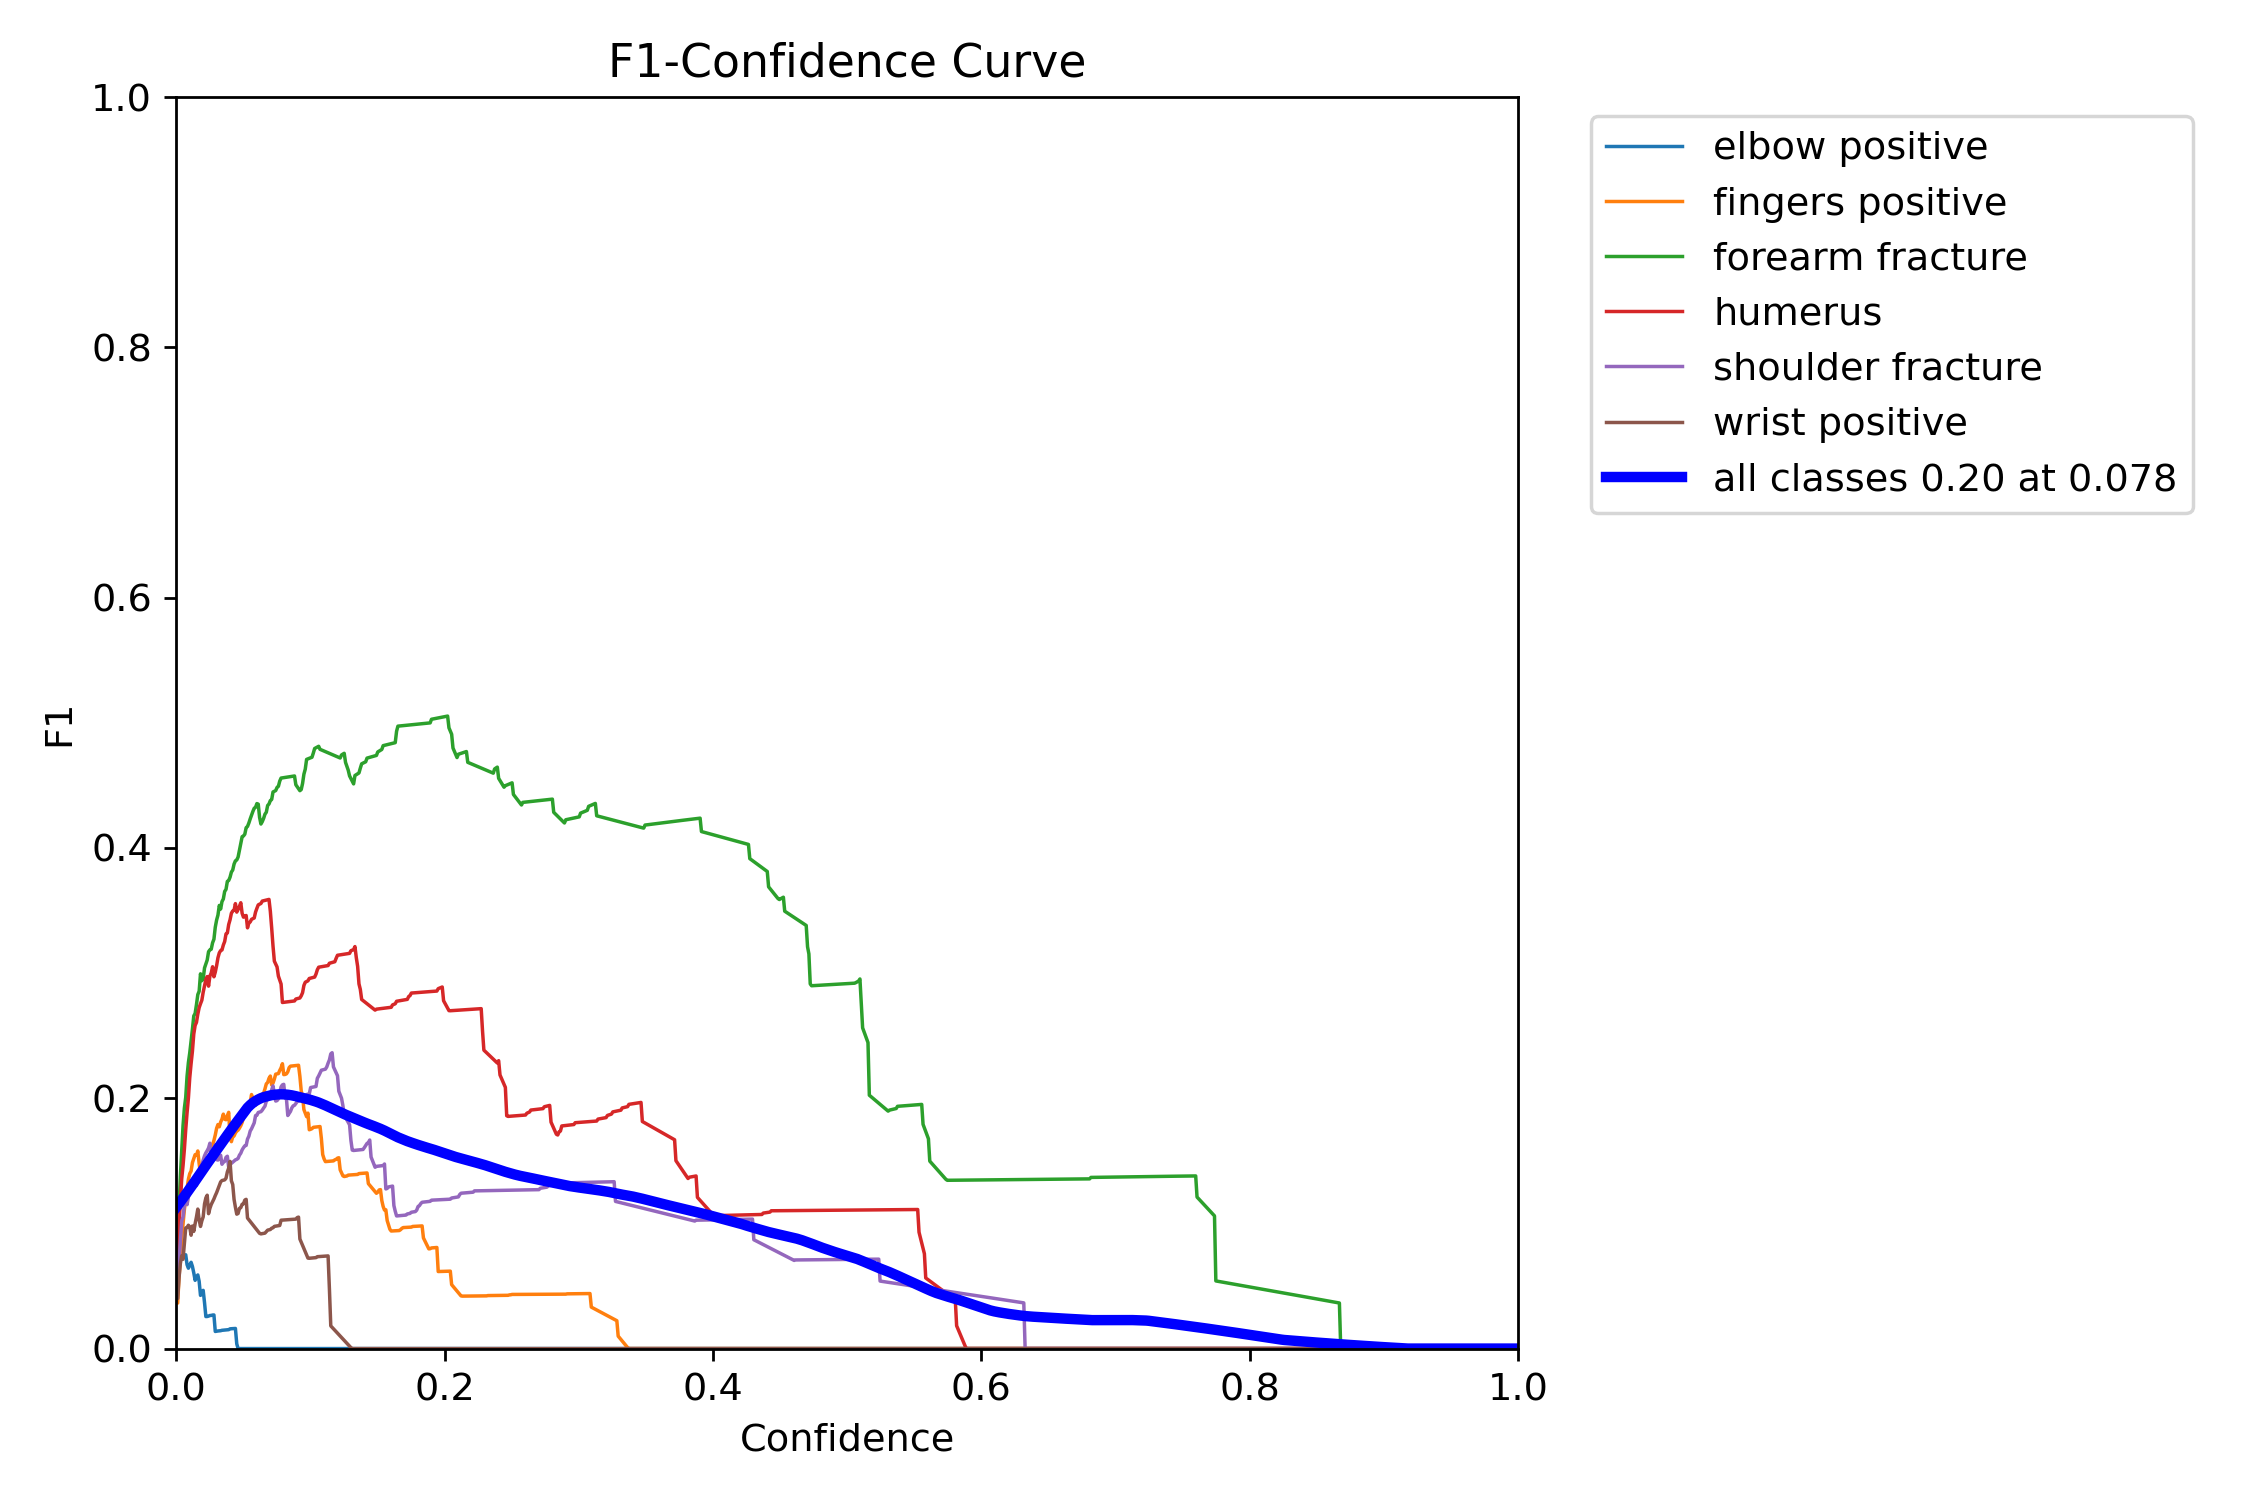 F1-Confidence Curve
1.0
0.8
0.6
0.4
0.2
0.0
F1
0.0 0.2 0.4 0.6 0.8 1.0
Confidence
elbow positive
fingers positive
forearm fracture
humerus
shoulder fracture
wrist positive
all classes 0.20 at 0.078